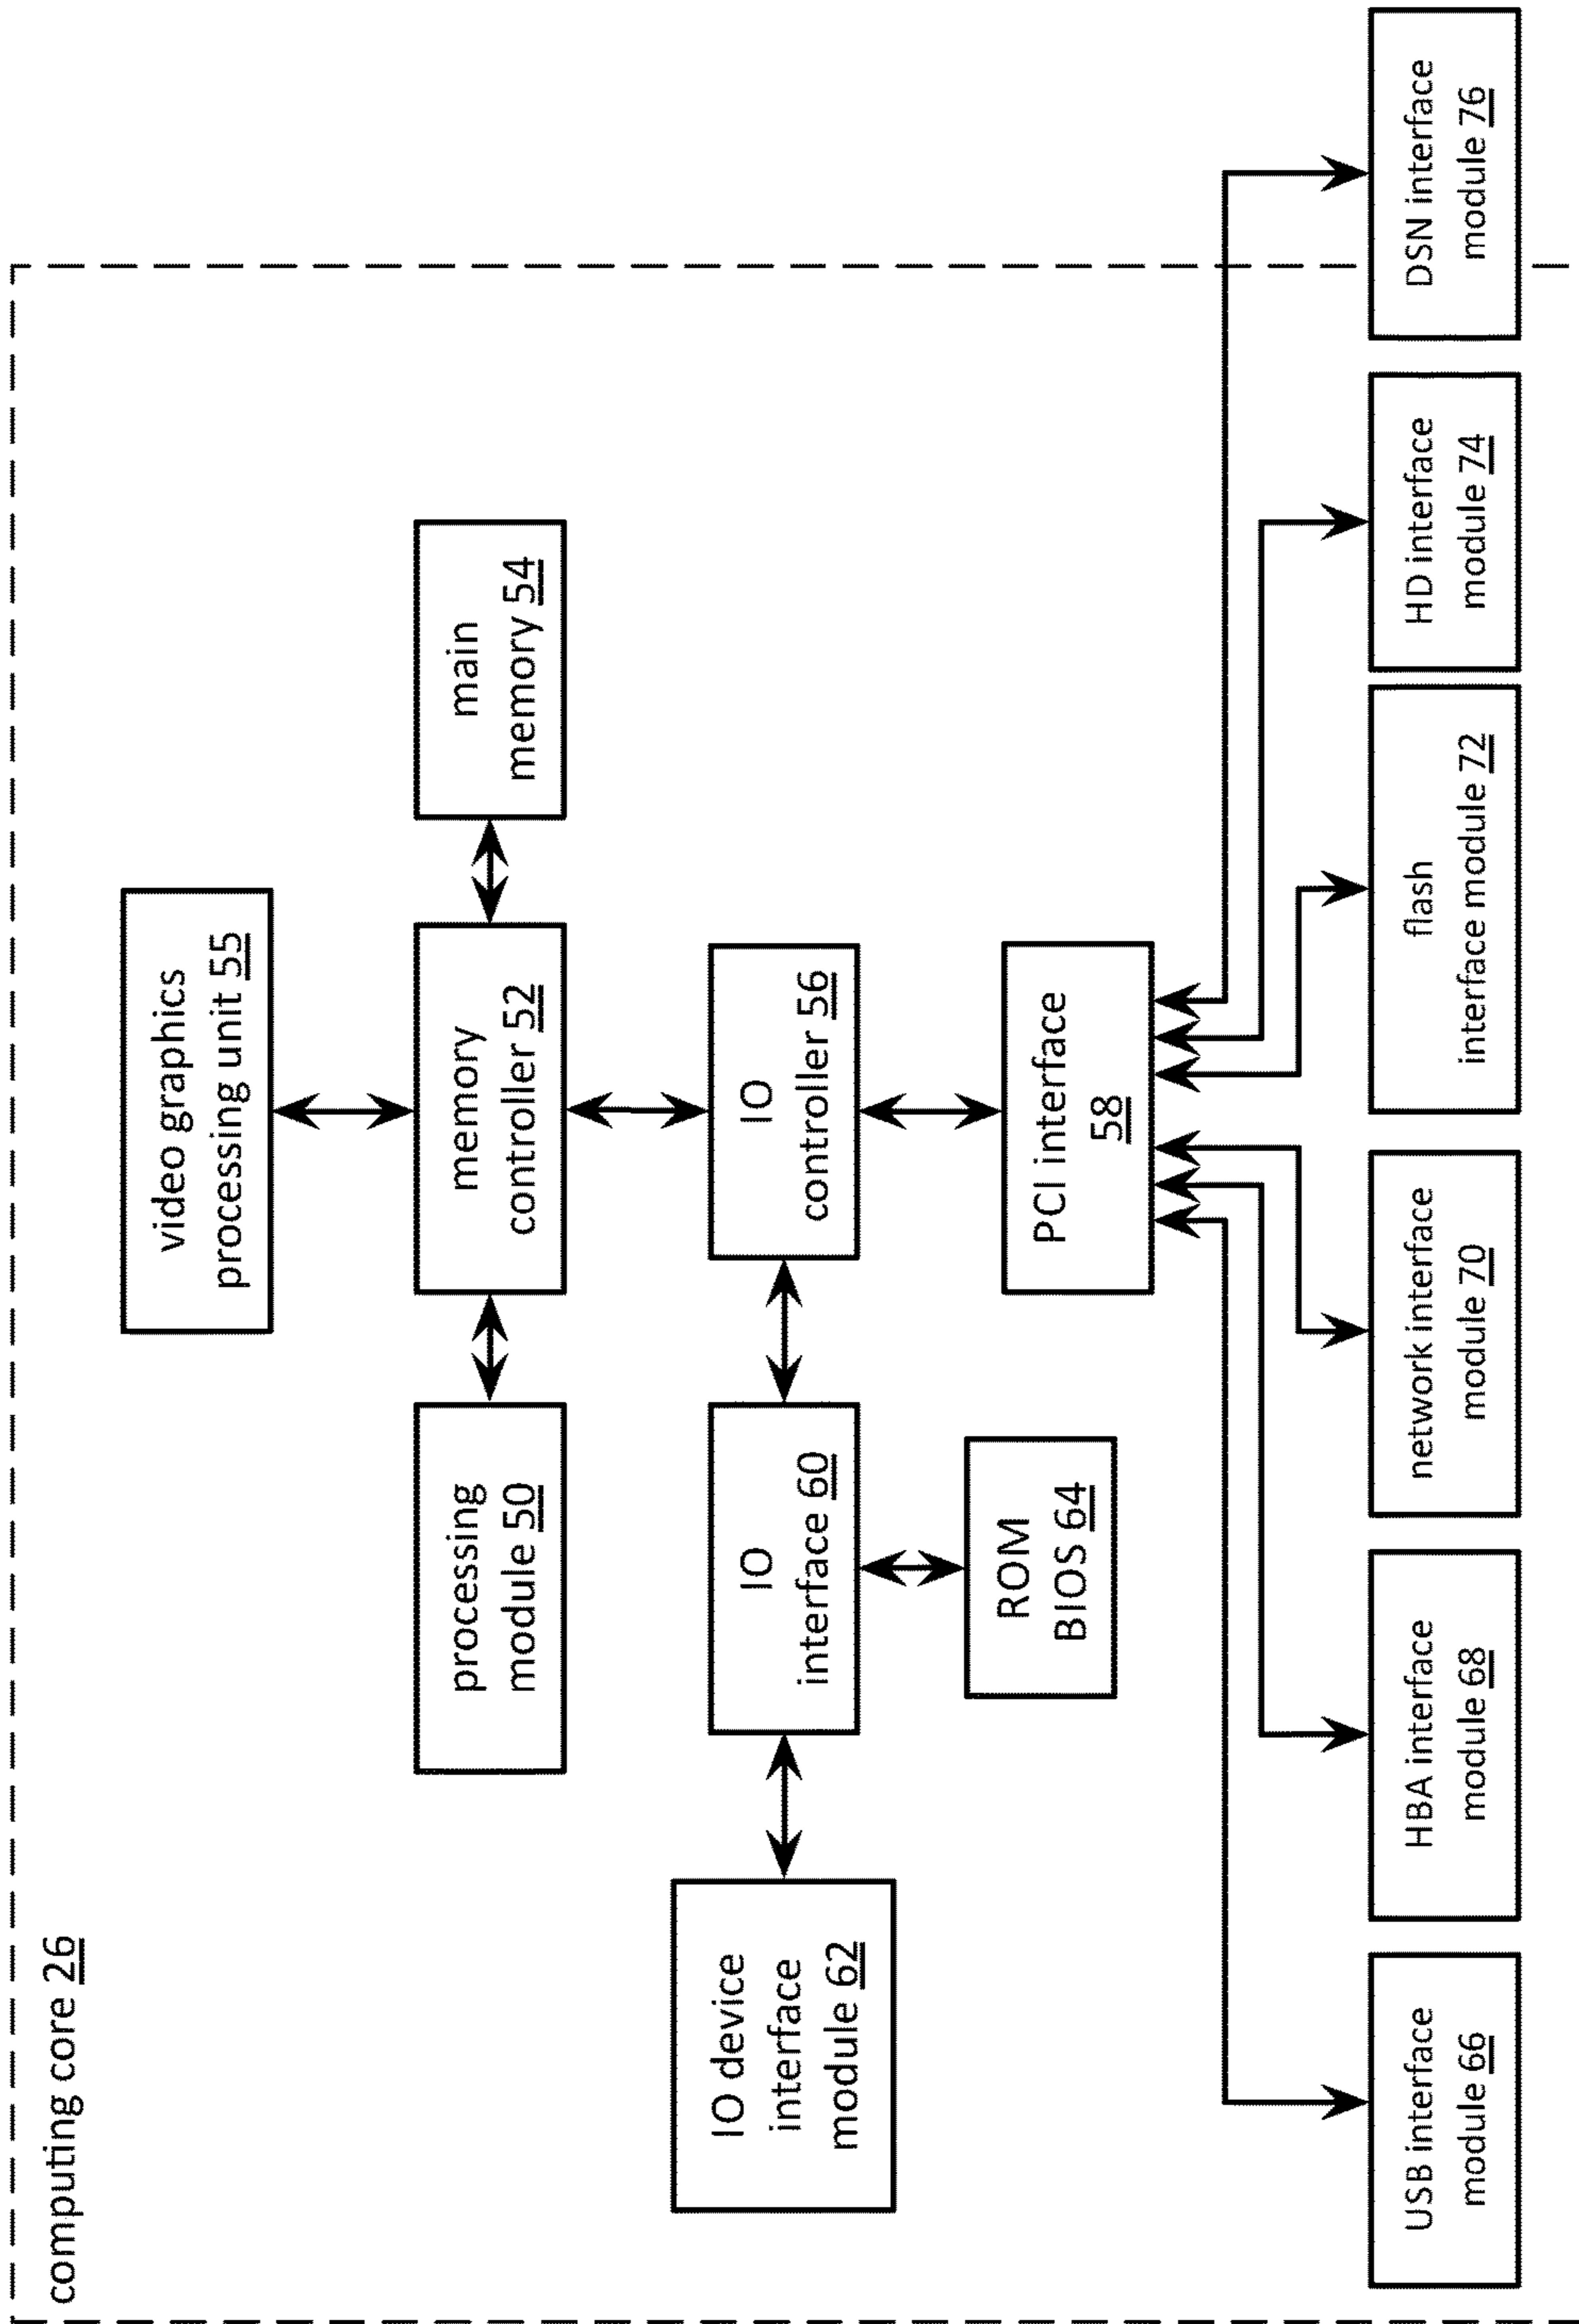 computing core 26
video graphics
processing unit 55
processing
module 50
memory
controller 52
main
memory 54
IO device
interface
module 62
IO
interface 60
IO
controller 56
ROM
BIOS 64
PCI interface
58
USB interface
module 66
HBA interface
module 68
network interface
module 70
flash
interface module 72
HD interface
module 74
DSN interface
module 76